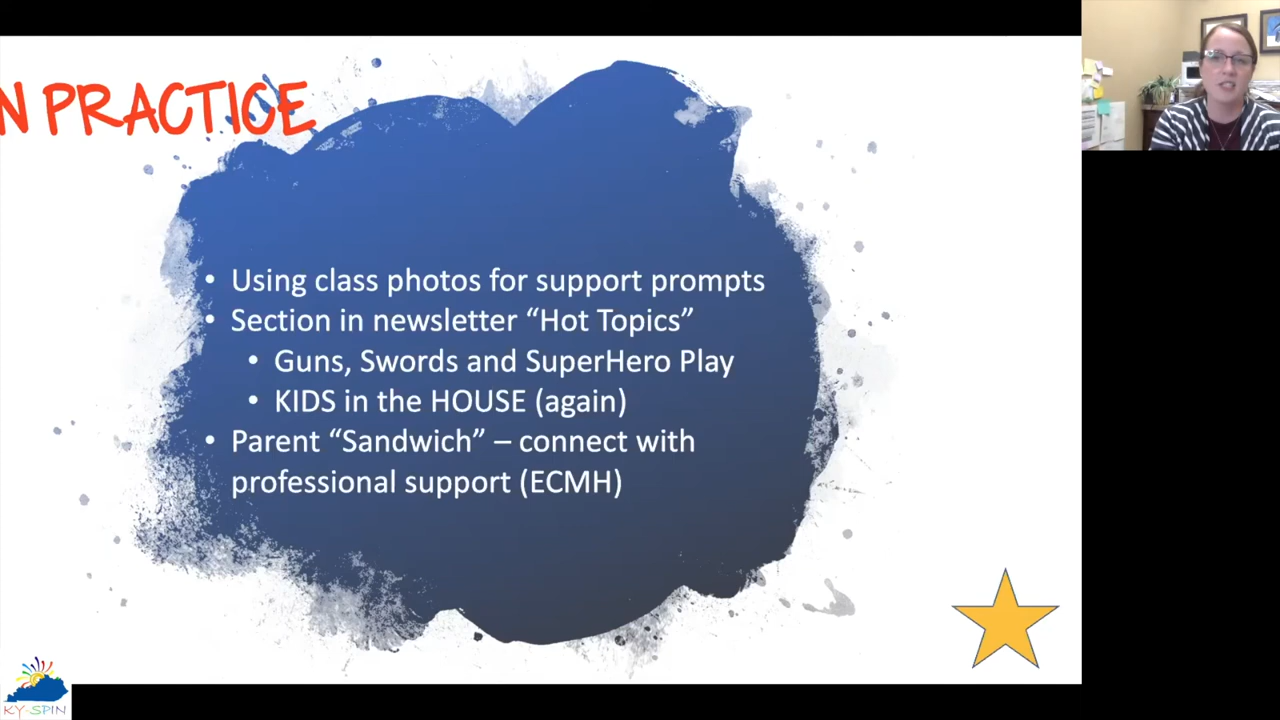 N PRACTICE
• Using class photos for support prompts
• Section in newsletter “Hot Topics”
• Guns, Swords and SuperHero Play
• KIDS in the HOUSE (again)
• Parent “Sandwich” – connect with
professional support (ECMH)
KY-SPIN